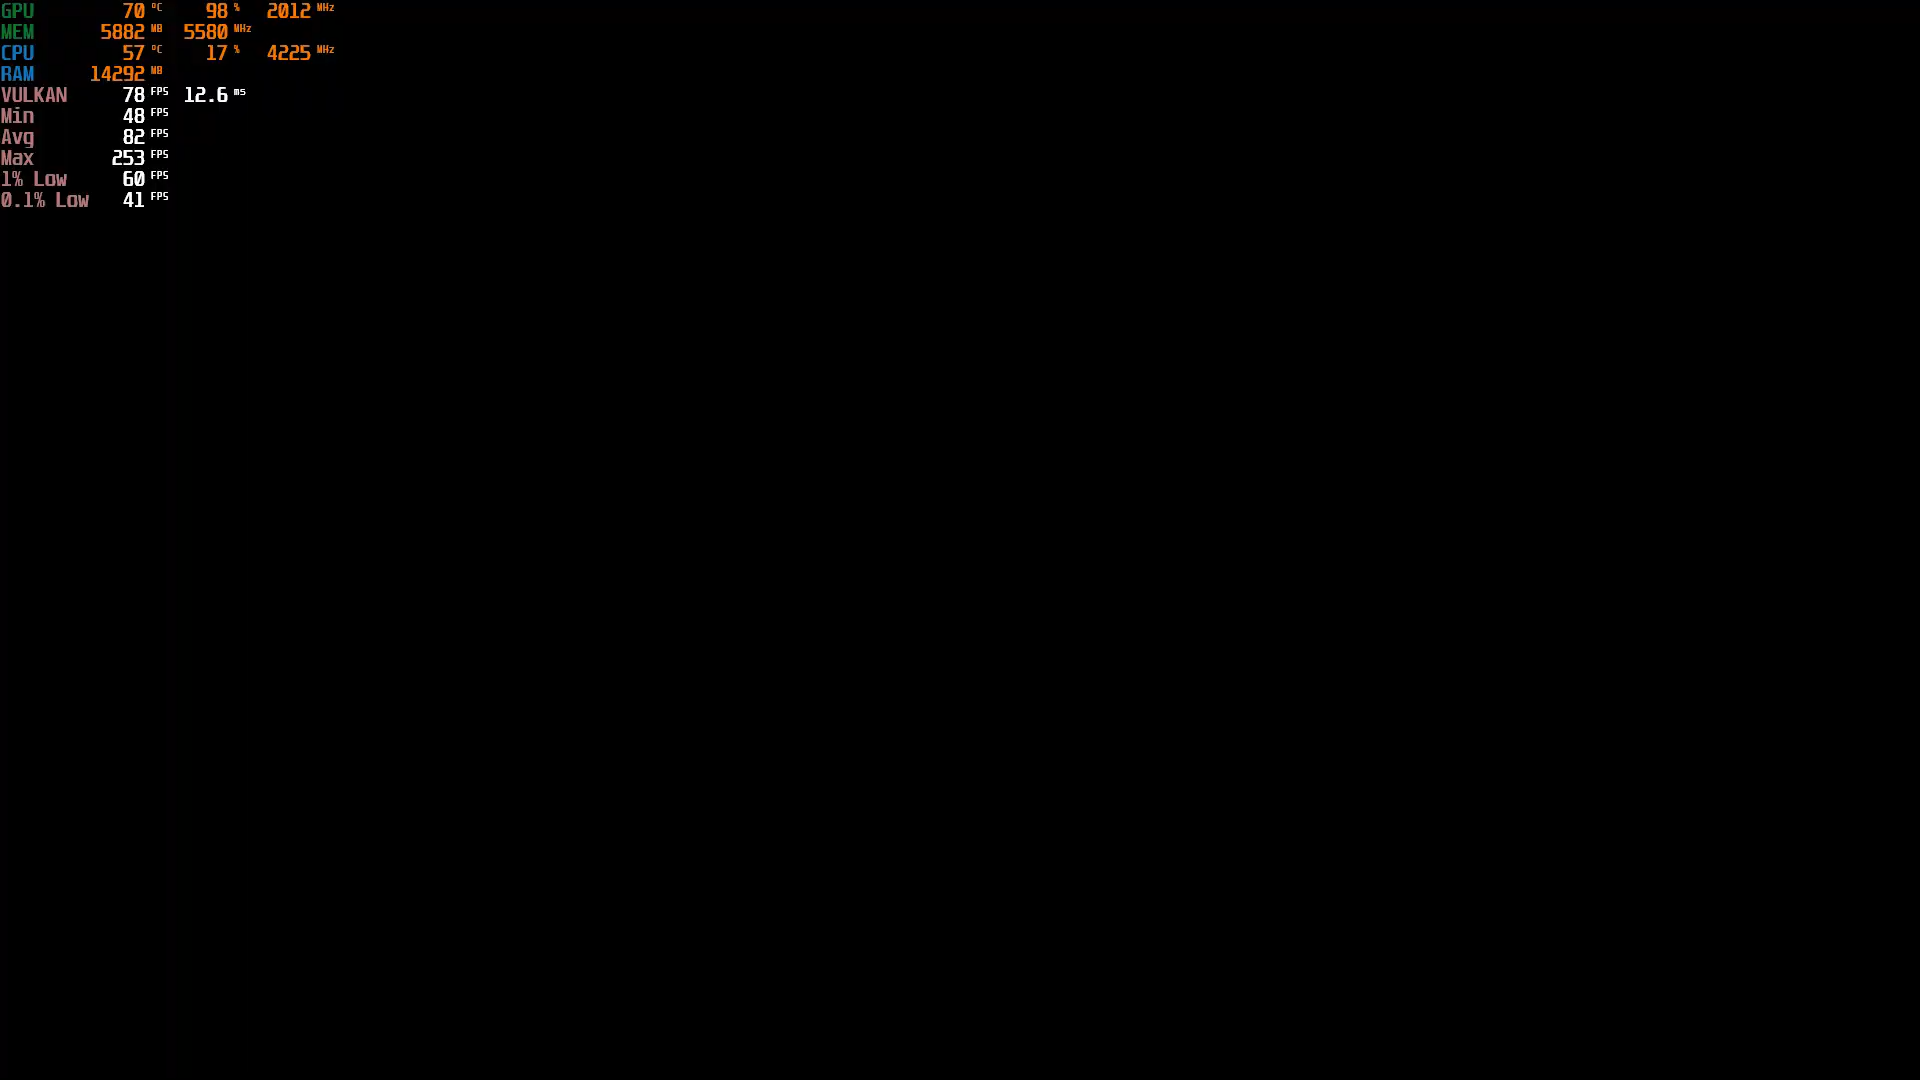 GPU 70 °C 98 % 2012 MHz
MEM 5882 MB 5580 MHz
CPU 57 °C 17 % 4225 MHz
RAM 14292 MB
VULKAN 78 FPS 12.6 ms
Min 48 FPS
Avg 82 FPS
Max 253 FPS
1% Low 60 FPS
0.1% Low 41 FPS